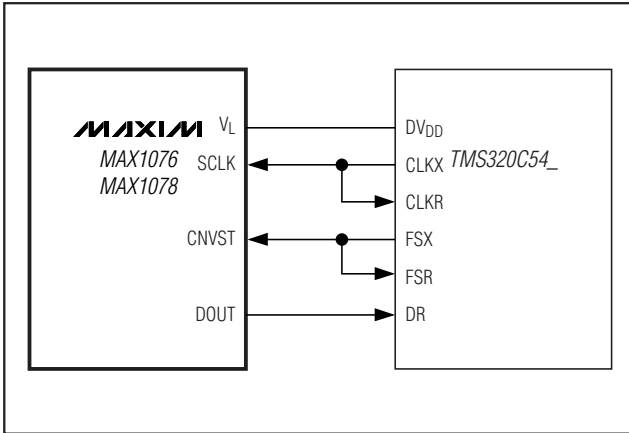 MAXIM
MAX1076
MAX1078
VL
SCLK
CNVST
DOUT
TMS320C54_
DVDD
CLKX
CLKR
FSX
FSR
DR